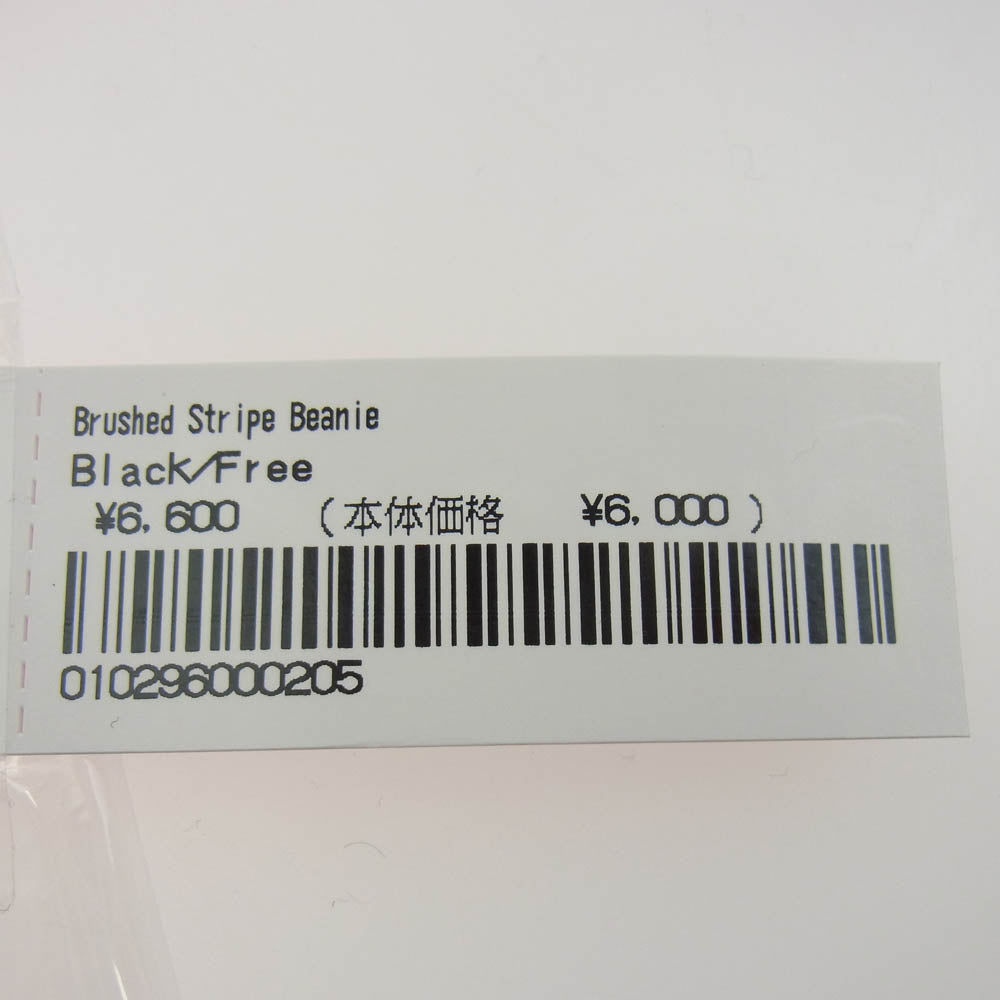 Brushed Stripe Beanie
Black/Free
¥6,600 (本体価格 ¥6,000)
010296000205